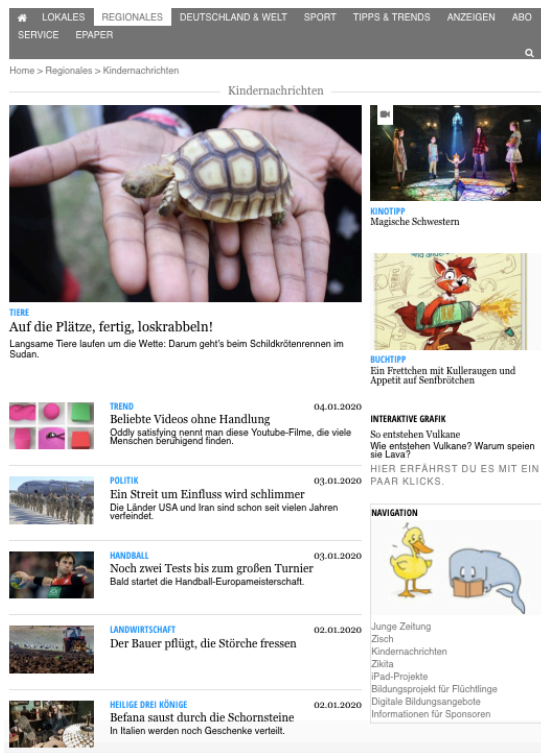 LOKALES REGIONALES DEUTSCHLAND & WELT SPORT TIPPS & TRENDS ANZEIGEN ABO
SERVICE EPAPER
Home > Regionales > Kindernachrichten
Kindernachrichten
TIERE
Auf die Plätze, fertig, loskrabbeln!
Langsame Tiere laufen um die Wette: Darum geht's beim Schildkrötenrennen im
Sudan.
TREND 04.01.2020
Beliebte Videos ohne Handlung
Oddly satisfying nennt man diese Youtube-Filme, die viele
Menschen beruhigend finden.
POLITIK 03.01.2020
Ein Streit um Einfluss wird schlimmer
Die Länder USA und Iran sind schon seit vielen Jahren
verfeindet.
HANDBALL 03.01.2020
Noch zwei Tests bis zum großen Turnier
Bald startet die Handball-Europameisterschaft.
LANDWIRTSCHAFT 02.01.2020
Der Bauer pflügt, die Störche fressen
HEILIGE DREI KÖNIGE 02.01.2020
Befana saust durch die Schornsteine
In Italien werden noch Geschenke verteilt.
KINOTIPP
Magische Schwestern
BUCHTIPP
Ein Frettchen mit Kulleraugen und
Appetit auf Senfbrötchen
INTERAKTIVE GRAFIK
So entstehen Vulkane
Wie entstehen Vulkane? Warum speien
sie Lava?
HIER ERFÄHRST DU ES MIT EIN
PAAR KLICKS.
NAVIGATION
Junge Zeitung
Zisch
Kindernachrichten
Zikita
iPad-Projekte
Bildungsprojekt für Flüchtlinge
Digitale Bildungsangebote
Informationen für Sponsoren